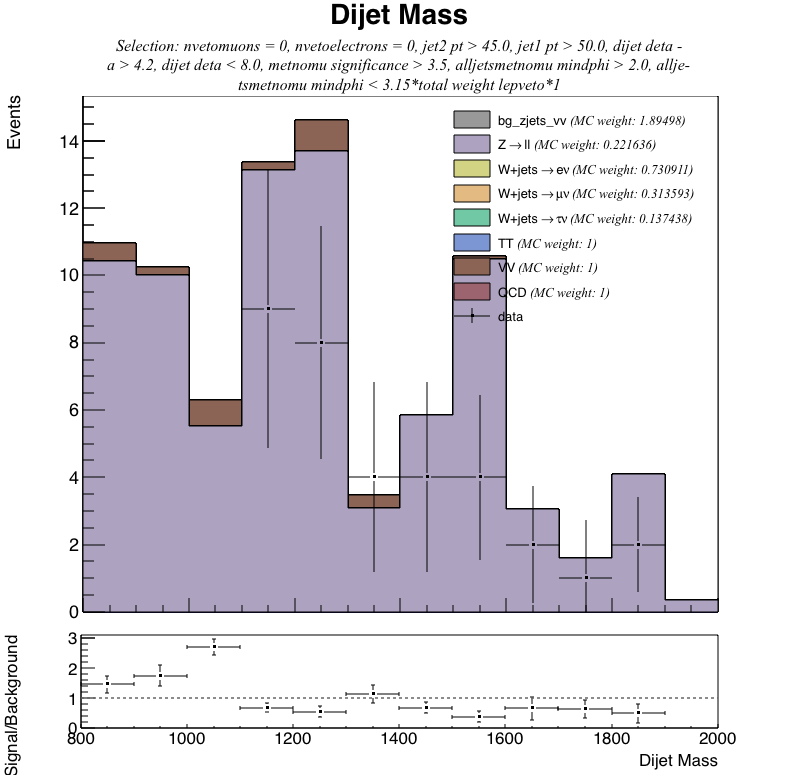 Dijet Mass
Selection: nvetomuons = 0, nvetoelectrons = 0, jet2 pt > 45.0, jet1 pt > 50.0, dijet deta -
a > 4.2, dijet deta < 8.0, metnomu significance > 3.5, alljetsmetnomu mindphi > 2.0, allje-
tsmetnomu mindphi < 3.15*total weight lepveto*1
Events
14
12
10
8
6
4
2
0
bg_zjets_vv (MC weight: 1.89498)
Z→ll (MC weight: 0.221636)
W+jets→eν (MC weight: 0.730911)
W+jets→μν (MC weight: 0.313593)
W+jets→τν (MC weight: 0.137438)
TT (MC weight: 1)
VV (MC weight: 1)
QCD (MC weight: 1)
data
Signal/Background
3
2
1
0
800 1000 1200 1400 1600 1800 2000
Dijet Mass